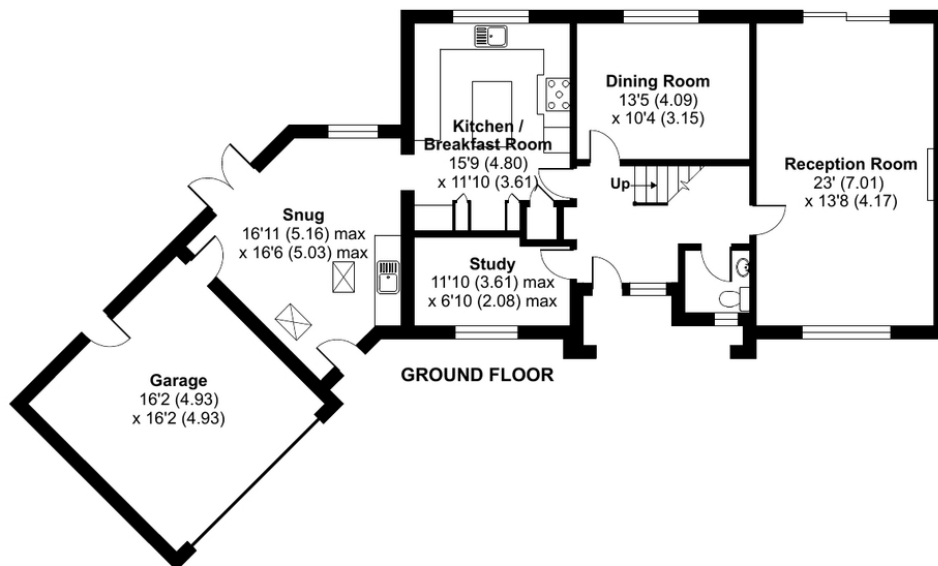 Kitchen /
Breakfast Room
15'9 (4.80)
x 11'10 (3.61)
Dining Room
13'5 (4.09)
x 10'4 (3.15)
Reception Room
23' (7.01)
x 13'8 (4.17)
Up
Snug
16'11 (5.16) max
x 16'6 (5.03) max
Study
11'10 (3.61) max
x 6'10 (2.08) max
Garage
16'2 (4.93)
x 16'2 (4.93)
GROUND FLOOR